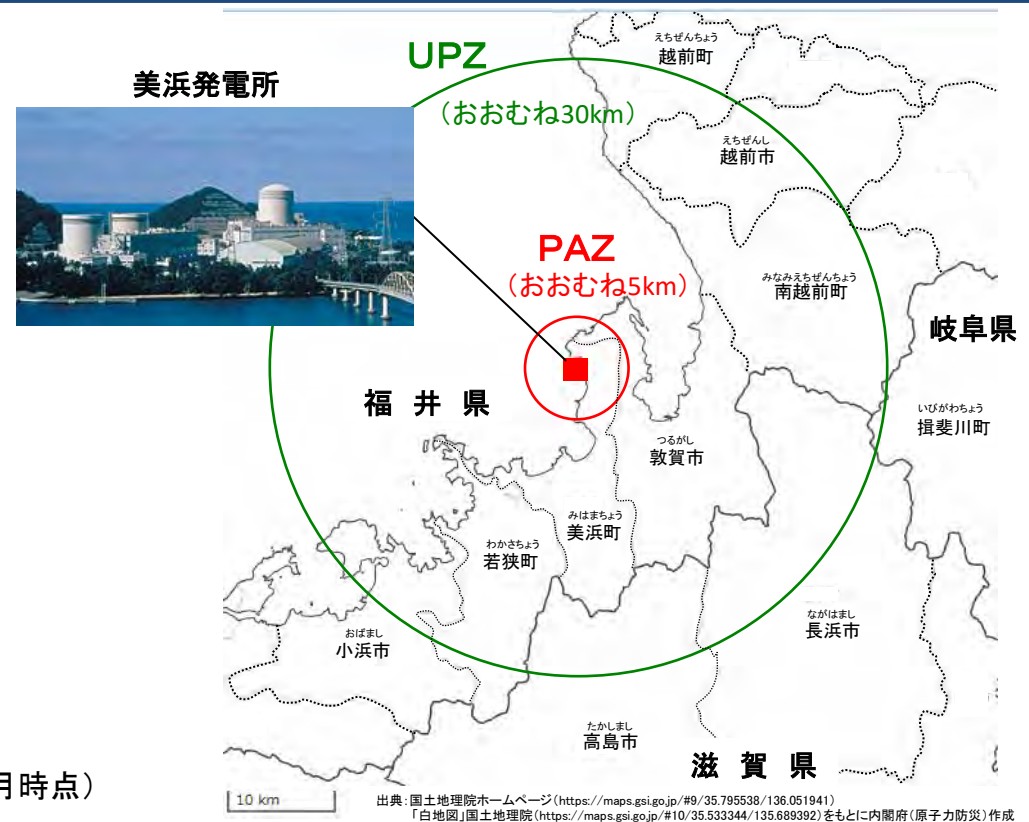 えちぜんちょう
越前町
UPZ
美浜発電所
(おおむね30km)
えちぜんし
越前市
PAZ
(おおむね5km)
みなみえちぜんちょう
南越前町
岐阜県
福 井 県
いびがわちょう
揖斐川町
つるがし
敦賀市
みはまちょう
美浜町
わかさちょう
若狭町
ながはまし
長浜市
おばまし
小浜市
たかしまし
高島市
滋 賀 県
月時点)
10 km
出典:国土地理院ホームページ(https://maps.gsi.go.jp/#9/35.795538/136.051941)
「白地図」国土地理院(https://maps.gsi.go.jp/#10/35.533344/135.689392)をもとに内閣府(原子力防災)作成